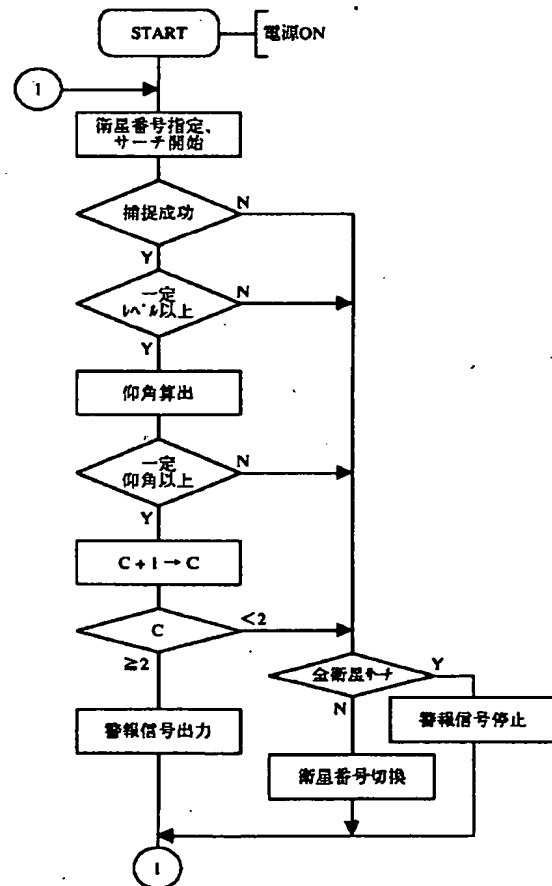 START
電源ON
1
衛星番号指定、
サーチ開始
捕捉成功
N
Y
一定
レベル以上
N
Y
仰角算出
一定
仰角以上
N
Y
C + 1 → C
C
<2
≧2
全衛星サーチ
Y
N
警報信号出力
警報信号停止
衛星番号切換
1